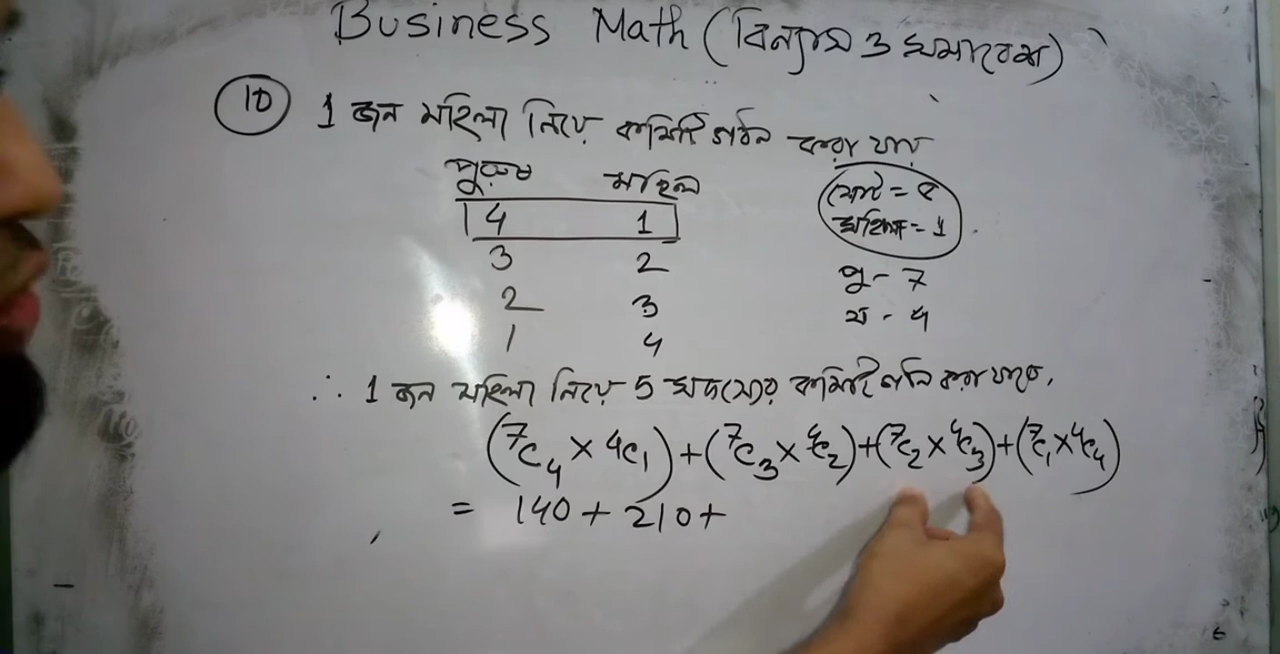 Business Math (বিন্যাস ও সমাবেশ)
10 1 জন মহিলা নিয়ে কমিটি গঠন করা যায়
পুরুষ মহিলা
4 1
3 2
2 3
1 4
মোট = ৫
মহিলা = 1
পু - 7
ম - 4
∴ 1 জন মহিলা নিয়ে 5 সদস্যের কমিটি গঠন করা যাবে,
(⁷C₄ × 4C₁) + (⁷C₃ × ⁴C₂) + (⁷C₂ × ⁴C₃) + (⁷C₁ × ⁴C₄)
= 140 + 210 +